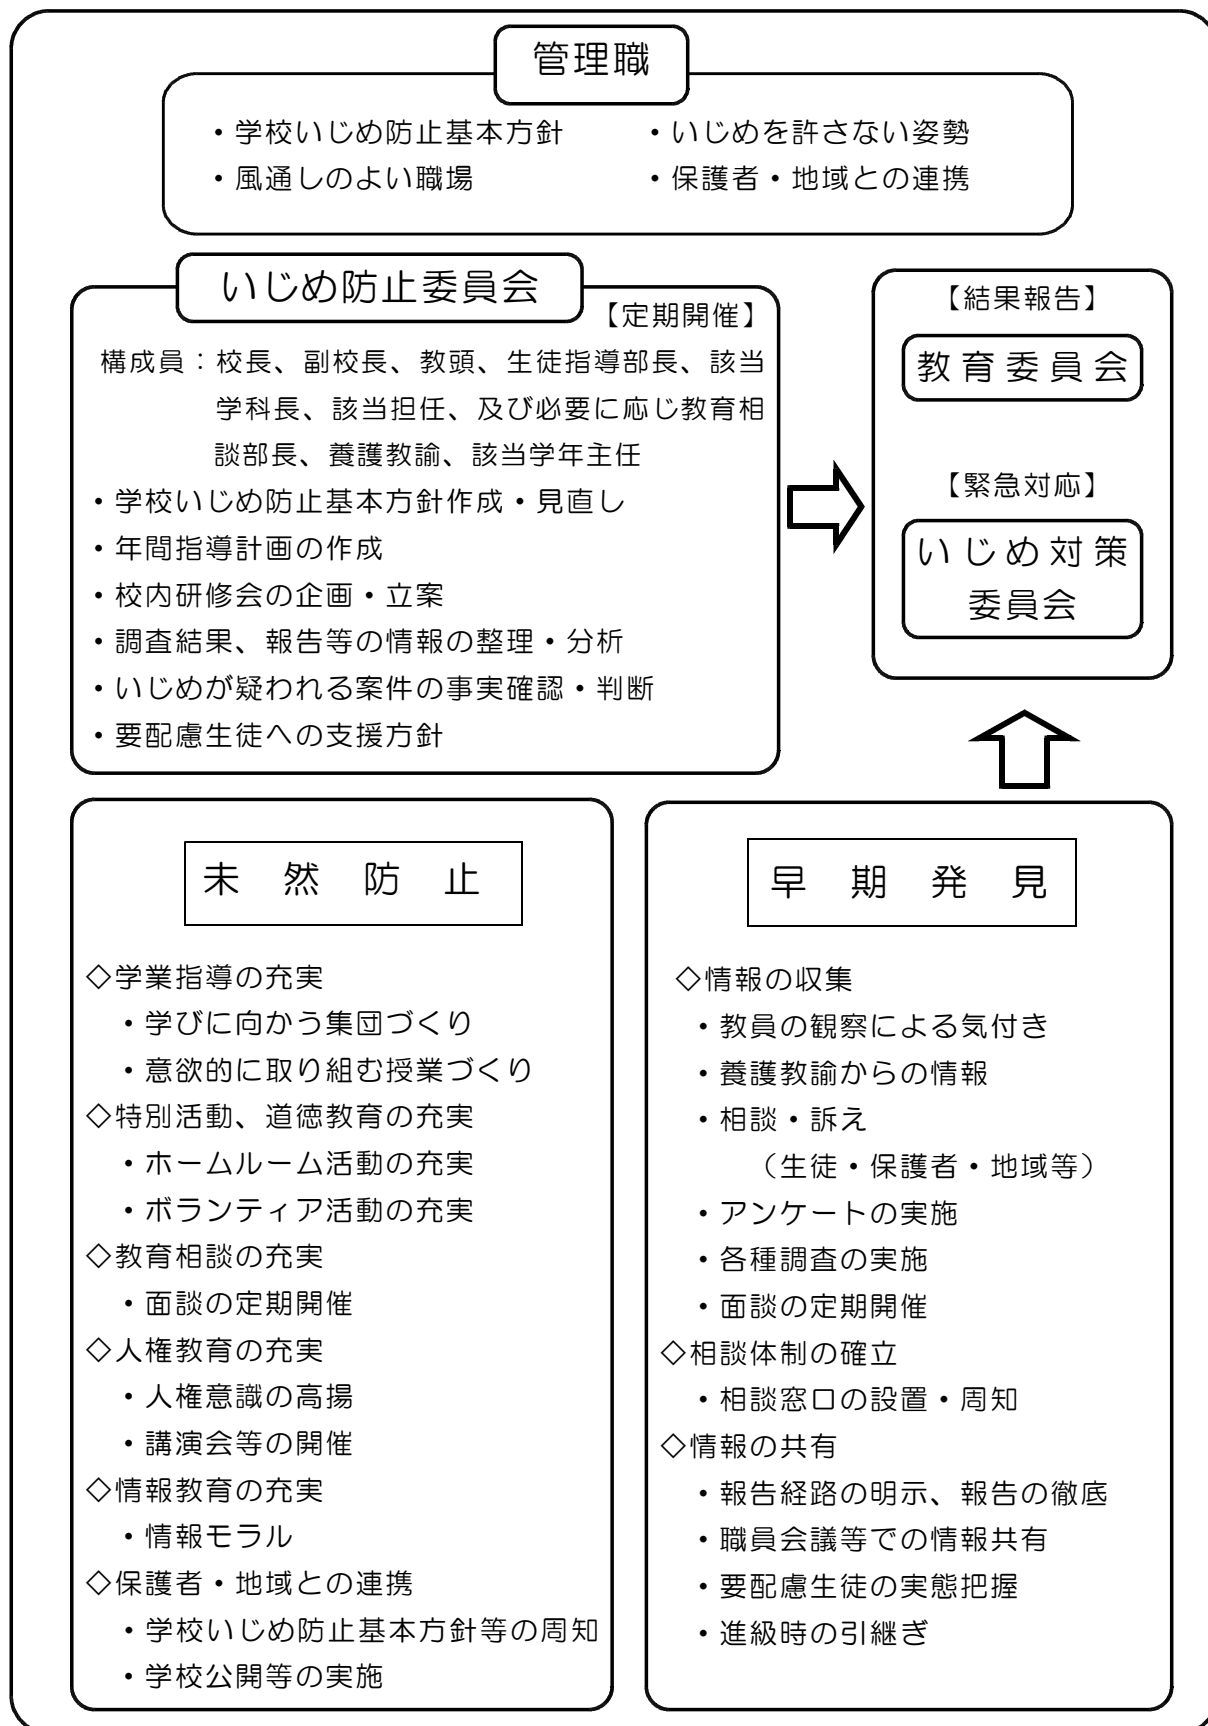 管理職
・学校いじめ防止基本方針　　・いじめを許さない姿勢
・風通しのよい職場　　・保護者・地域との連携
いじめ防止委員会
【定期開催】
構成員：校長、副校長、教頭、生徒指導部長、該当
学科長、該当担任、及び必要に応じ教育相
談部長、養護教諭、該当学年主任
・学校いじめ防止基本方針作成・見直し
・年間指導計画の作成
・校内研修会の企画・立案
・調査結果、報告等の情報の整理・分析
・いじめが疑われる案件の事実確認・判断
・要配慮生徒への支援方針
【結果報告】
教育委員会
【緊急対応】
いじめ対策
委員会
未然防止
◇学業指導の充実
・学びに向かう集団づくり
・意欲的に取り組む授業づくり
◇特別活動、道徳教育の充実
・ホームルーム活動の充実
・ボランティア活動の充実
◇教育相談の充実
・面談の定期開催
◇人権教育の充実
・人権意識の高揚
・講演会等の開催
◇情報教育の充実
・情報モラル
◇保護者・地域との連携
・学校いじめ防止基本方針等の周知
・学校公開等の実施
早期発見
◇情報の収集
・教員の観察による気付き
・養護教諭からの情報
・相談・訴え
（生徒・保護者・地域等）
・アンケートの実施
・各種調査の実施
・面談の定期開催
◇相談体制の確立
・相談窓口の設置・周知
◇情報の共有
・報告経路の明示、報告の徹底
・職員会議等での情報共有
・要配慮生徒の実態把握
・進級時の引継ぎ